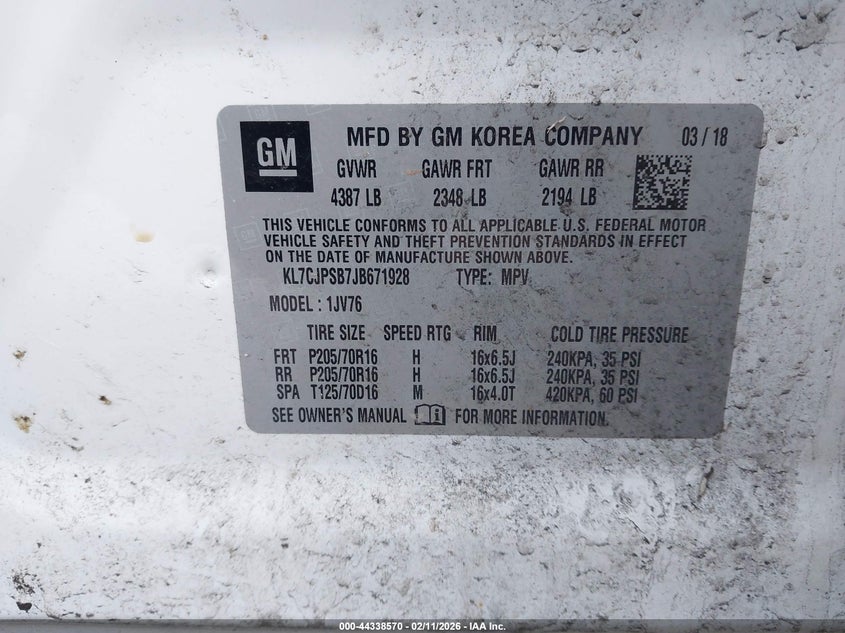 GM MFD BY GM KOREA COMPANY 03 / 18
GVWR GAWR FRT GAWR RR
4387 LB 2348 LB 2194 LB
THIS VEHICLE CONFORMS TO ALL APPLICABLE U.S. FEDERAL MOTOR
VEHICLE SAFETY AND THEFT PREVENTION STANDARDS IN EFFECT
ON THE DATE OF MANUFACTURE SHOWN ABOVE.
KL7CJPSB7JB671928 TYPE: MPV
MODEL : 1JV76
TIRE SIZE SPEED RTG RIM COLD TIRE PRESSURE
FRT P205/70R16 H 16x6.5J 240KPA, 35 PSI
RR P205/70R16 H 16x6.5J 240KPA, 35 PSI
SPA T125/70D16 M 16x4.0T 420KPA, 60 PSI
SEE OWNER'S MANUAL FOR MORE INFORMATION.
000-44338570 - 02/11/2026 - IAA Inc.